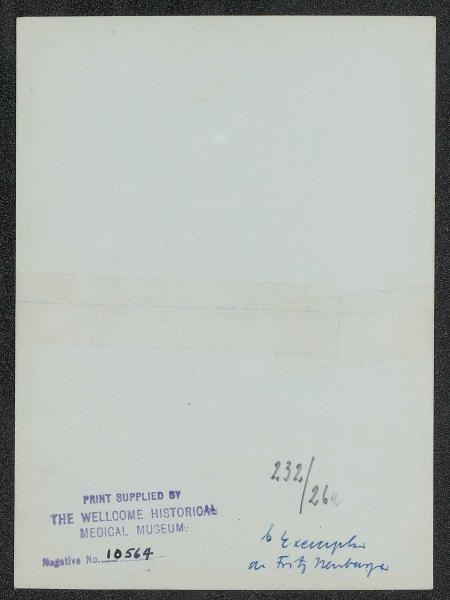 232/26a
PRINT SUPPLIED BY
THE WELLCOME HISTORICAL
MEDICAL MUSEUM.
Negative No. 10564
6 Exemplar
an Fritz Neuburger